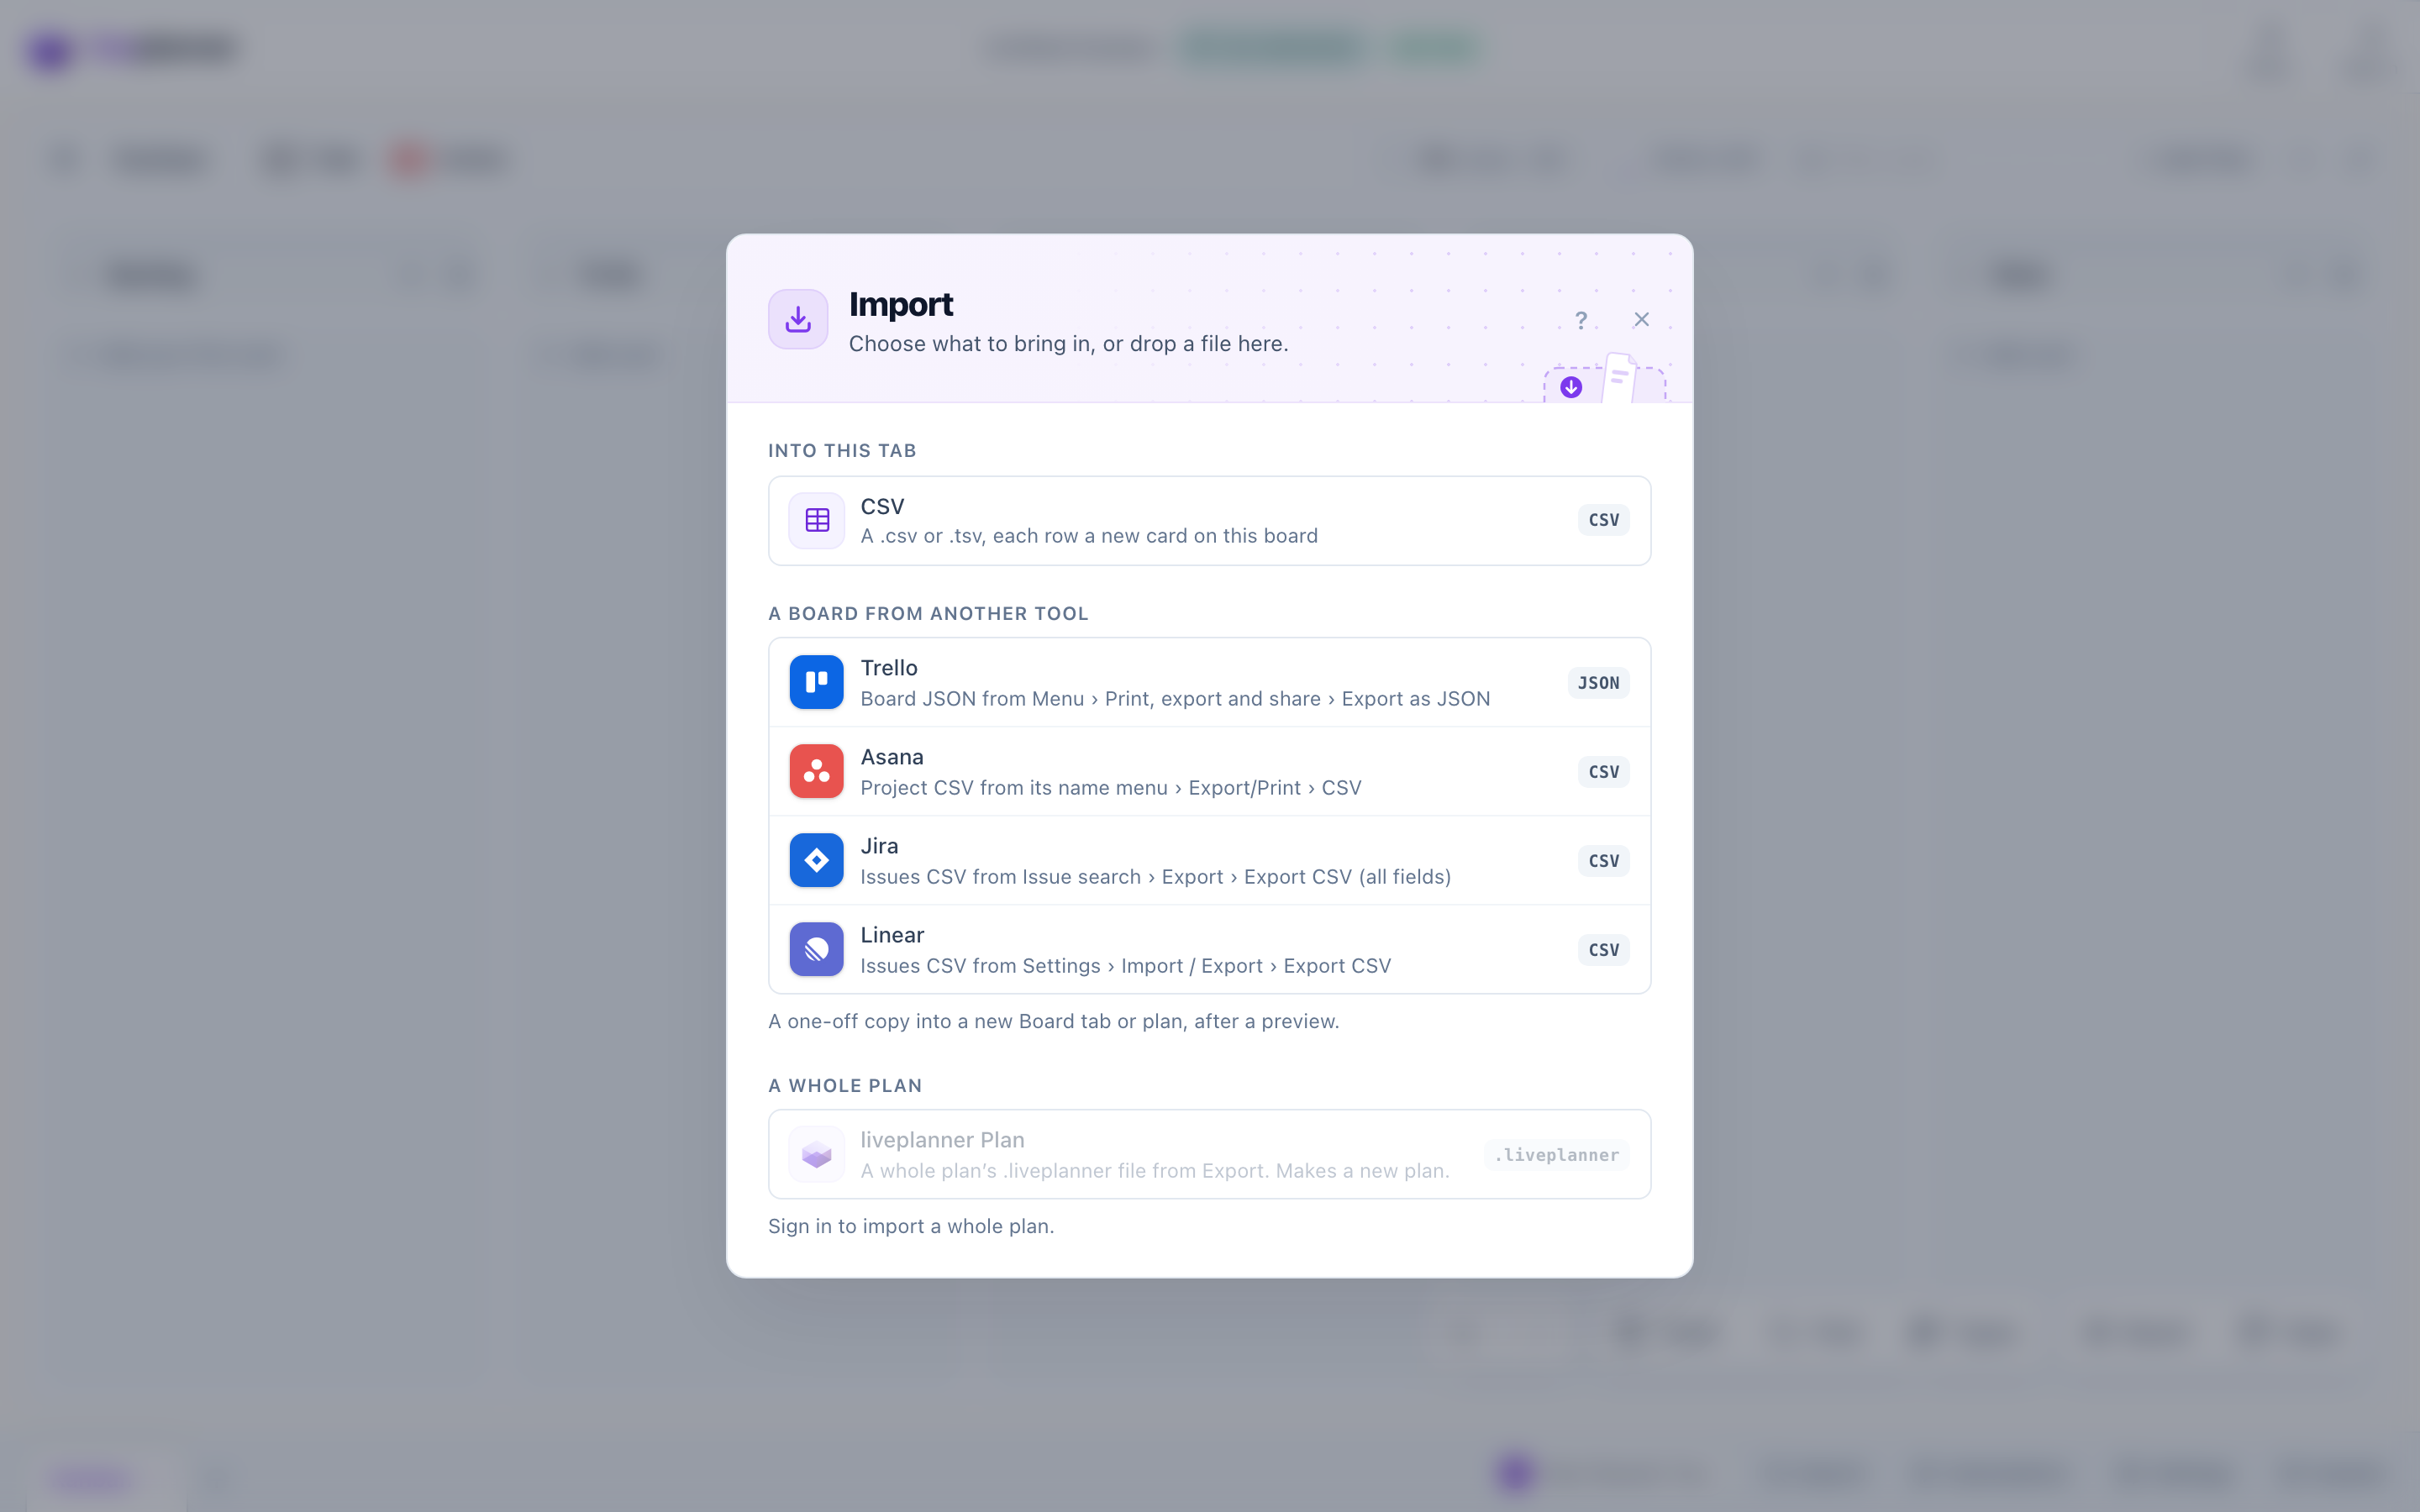 Import
Choose what to bring in, or drop a file here.
?
INTO THIS TAB
CSV
A .csv or .tsv, each row a new card on this board
CSV
A BOARD FROM ANOTHER TOOL
Trello
Board JSON from Menu › Print, export and share › Export as JSON
JSON
Asana
Project CSV from its name menu › Export/Print › CSV
CSV
Jira
Issues CSV from Issue search › Export › Export CSV (all fields)
CSV
Linear
Issues CSV from Settings › Import / Export › Export CSV
CSV
A one-off copy into a new Board tab or plan, after a preview.
A WHOLE PLAN
liveplanner Plan
A whole plan’s .liveplanner file from Export. Makes a new plan.
.liveplanner
Sign in to import a whole plan.